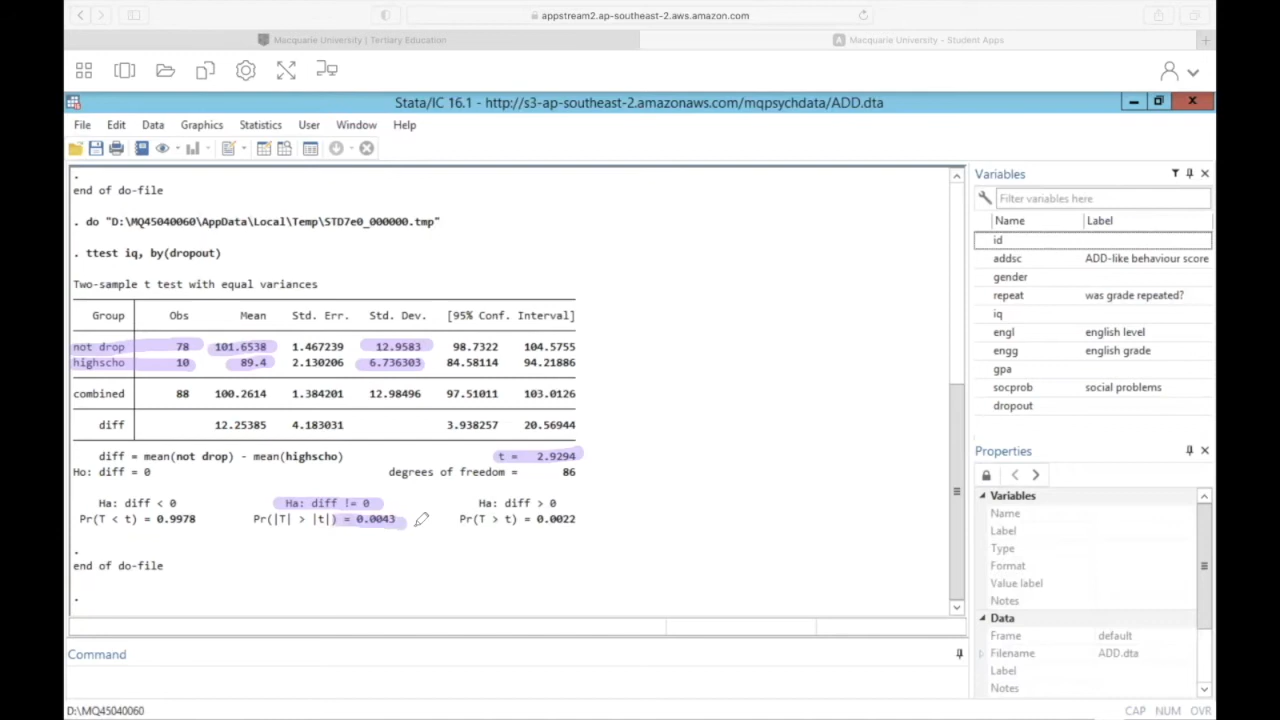 appstream2.ap-southeast-2.aws.amazon.com
Macquarie University | Tertiary Education
Macquarie University - Student Apps
Stata/IC 16.1 - http://s3-ap-southeast-2.amazonaws.com/mqpsychdata/ADD.dta
File Edit Data Graphics Statistics User Window Help
.
end of do-file
. do "D:\MQ45040060\AppData\Local\Temp\STD7e0_000000.tmp"
. ttest iq, by(dropout)
Two-sample t test with equal variances
Group Obs Mean Std. Err. Std. Dev. [95% Conf. Interval]
not drop 78 101.6538 1.467239 12.9583 98.7322 104.5755
highscho 10 89.4 2.130206 6.736303 84.58114 94.21886
combined 88 100.2614 1.384201 12.98496 97.51011 103.0126
diff 12.25385 4.183031 3.938257 20.56944
diff = mean(not drop) - mean(highscho) t = 2.9294
Ho: diff = 0 degrees of freedom = 86
Ha: diff < 0 Ha: diff != 0 Ha: diff > 0
Pr(T < t) = 0.9978 Pr(|T| > |t|) = 0.0043 Pr(T > t) = 0.0022
.
end of do-file
.
Command
D:\MQ45040060
Variables
Filter variables here
Name Label
id
addsc ADD-like behaviour score
gender
repeat was grade repeated?
iq
engl english level
engg english grade
gpa
socprob social problems
dropout
Properties
Variables
Name
Label
Type
Format
Value label
Notes
Data
Frame default
Filename ADD.dta
Label
Notes
CAP NUM OVR